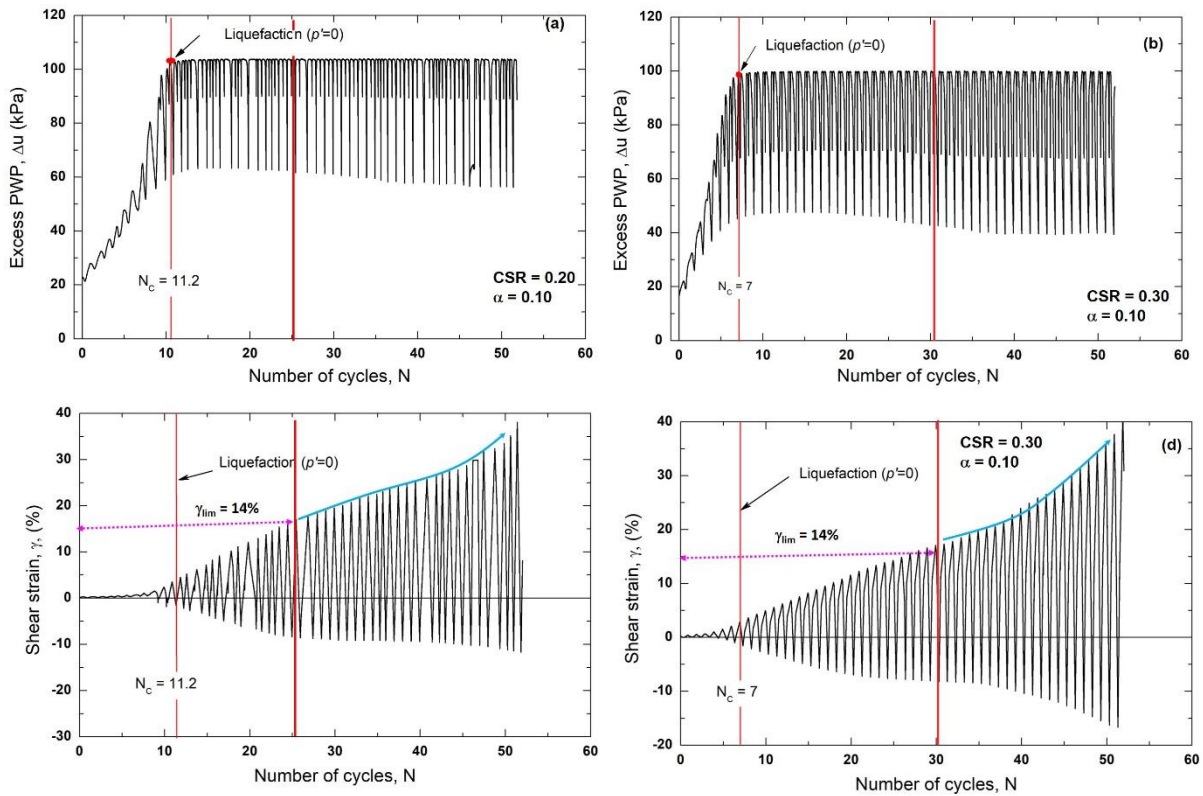 (a)
Liquefaction (p'=0)
Excess PWP, Δu (kPa)
120
100
80
60
40
20
0
N_C = 11.2
CSR = 0.20
α = 0.10
0 10 20 30 40 50 60
Number of cycles, N
(b)
Liquefaction (p'=0)
Excess PWP, Δu (kPa)
120
100
80
60
40
20
0
N_C = 7
CSR = 0.30
α = 0.10
0 10 20 30 40 50 60
Number of cycles, N
Shear strain, γ, (%)
40
30
20
10
0
-10
-20
-30
Liquefaction (p'=0)
γ_lim = 14%
N_C = 11.2
0 10 20 30 40 50 60
Number of cycles, N
CSR = 0.30
α = 0.10
(d)
Shear strain, γ, (%)
40
30
20
10
0
-10
-20
Liquefaction (p'=0)
γ_lim = 14%
N_C = 7
0 10 20 30 40 50 60
Number of cycles, N